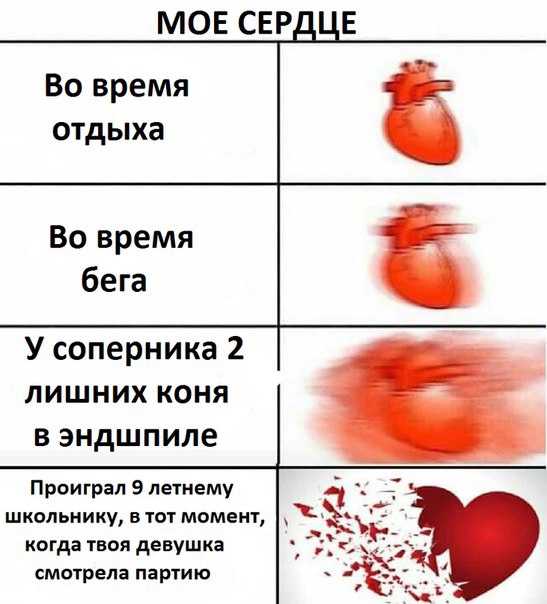 МОЕ СЕРДЦЕ
Во время
отдыха
Во время
бега
У соперника 2
лишних коня
в эндшпиле
Проиграл 9 летнему
школьнику, в тот момент,
когда твоя девушка
смотрела партию